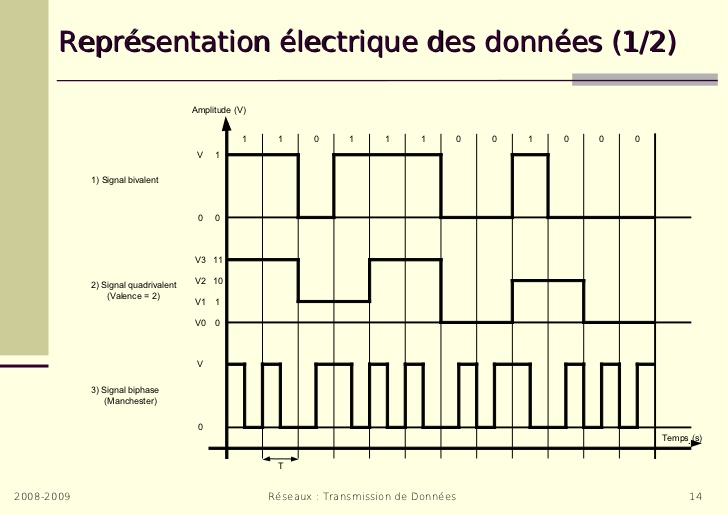 Représentation électrique des données (1/2)
Amplitude (V)
1 1 0 1 1 1 0 0 1 0 0 0
V 1
1) Signal bivalent
0 0
V3 11
V2 10
2) Signal quadrivalent
(Valence = 2)
V1 1
V0 0
V
3) Signal biphase
(Manchester)
0
Temps (s)
T
2008-2009 Réseaux : Transmission de Données 14